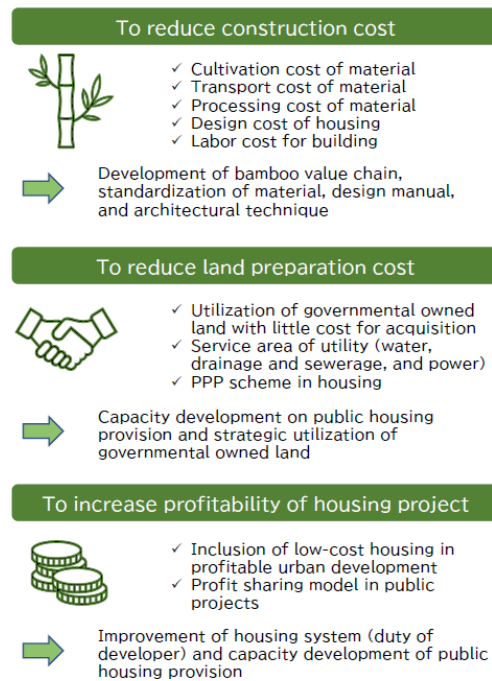 To reduce construction cost
✓ Cultivation cost of material
✓ Transport cost of material
✓ Processing cost of material
✓ Design cost of housing
✓ Labor cost for building
Development of bamboo value chain,
standardization of material, design manual,
and architectural technique
To reduce land preparation cost
✓ Utilization of governmental owned
land with little cost for acquisition
✓ Service area of utility (water,
drainage and sewerage, and power)
✓ PPP scheme in housing
Capacity development on public housing
provision and strategic utilization of
governmental owned land
To increase profitability of housing project
✓ Inclusion of low-cost housing in
profitable urban development
✓ Profit sharing model in public
projects
Improvement of housing system (duty of
developer) and capacity development of public
housing provision